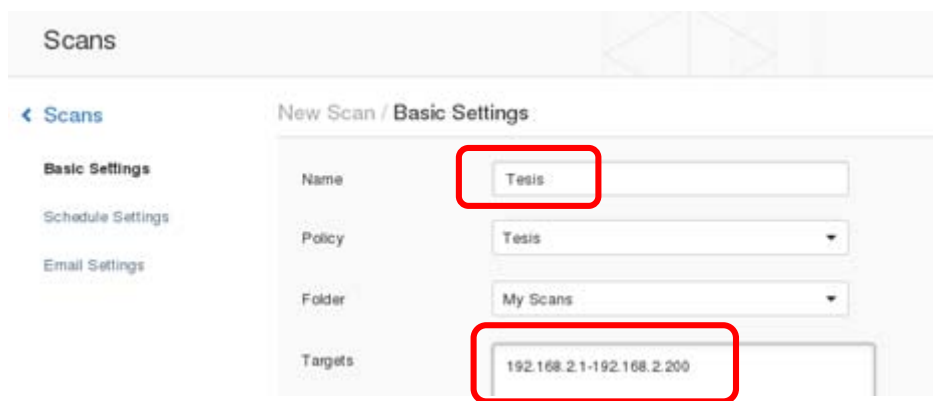 Scans
Scans
New Scan / Basic Settings
Basic Settings
Name
Tesis
Schedule Settings
Policy
Tesis
Email Settings
Folder
My Scans
Targets
192.168.2.1-192.168.2.200